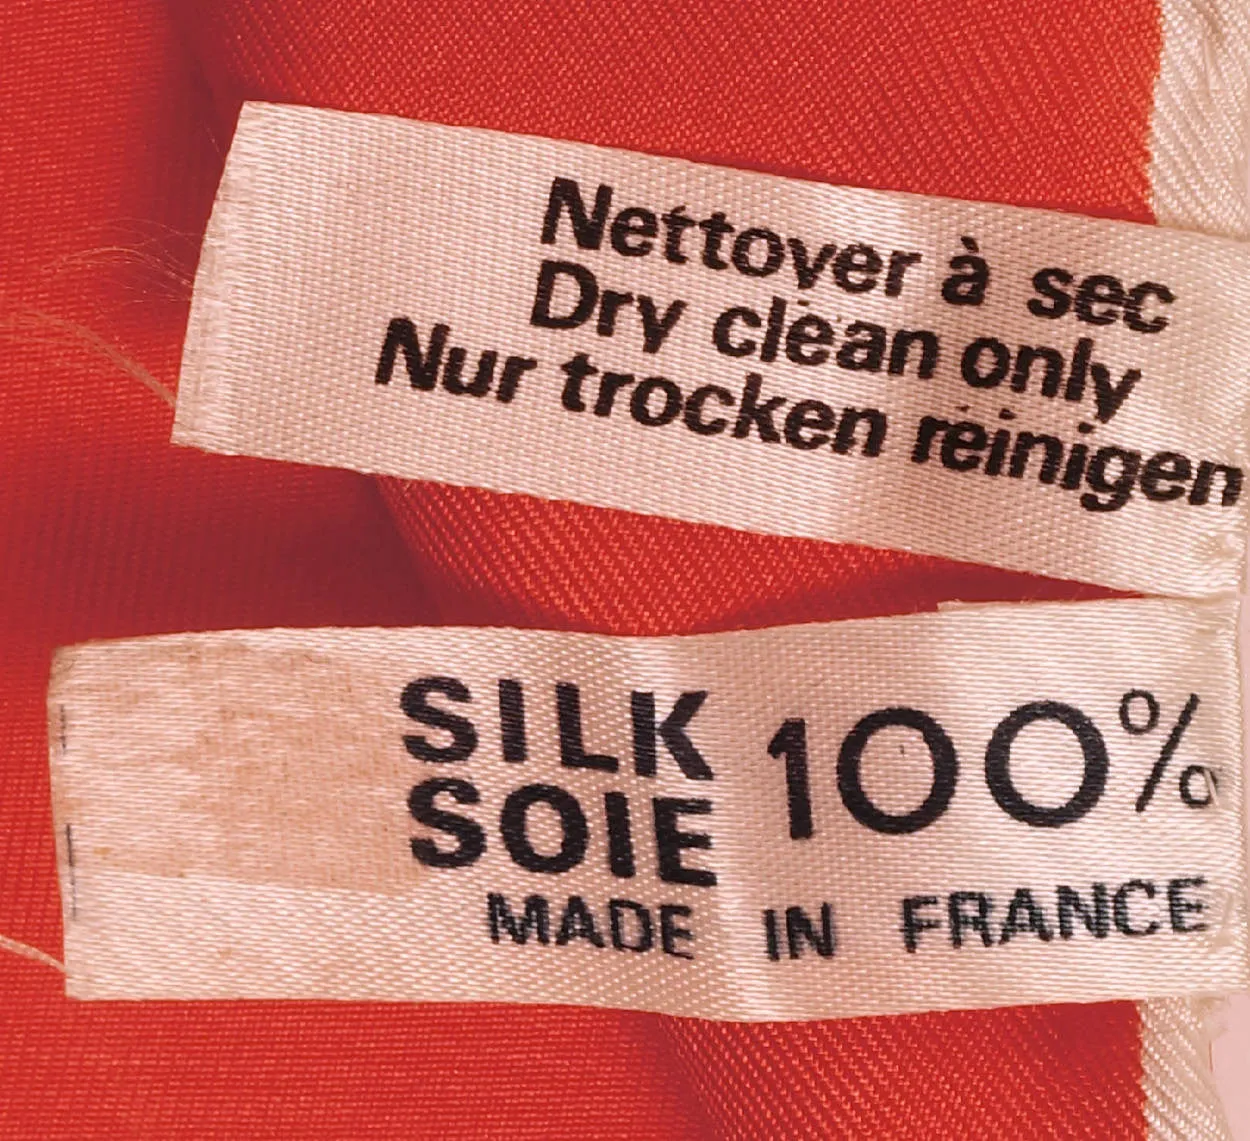 Nettoyer à sec
Dry clean only
Nur trocken reinigen
SILK
SOIE
100%
MADE IN FRANCE